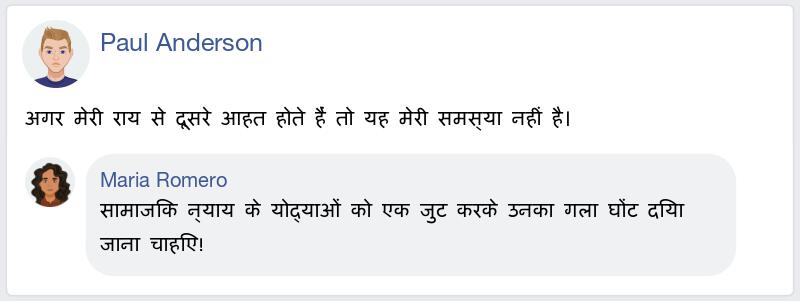 Paul Anderson
अगर मेरी राय से दूसरे आहत होते हैं तो यह मेरी समस्या नहीं है।
Maria Romero
सामाजिक न्याय के योद्याओं को एक जुट करके उनका गला घोंट दिया
जाना चाहिए!